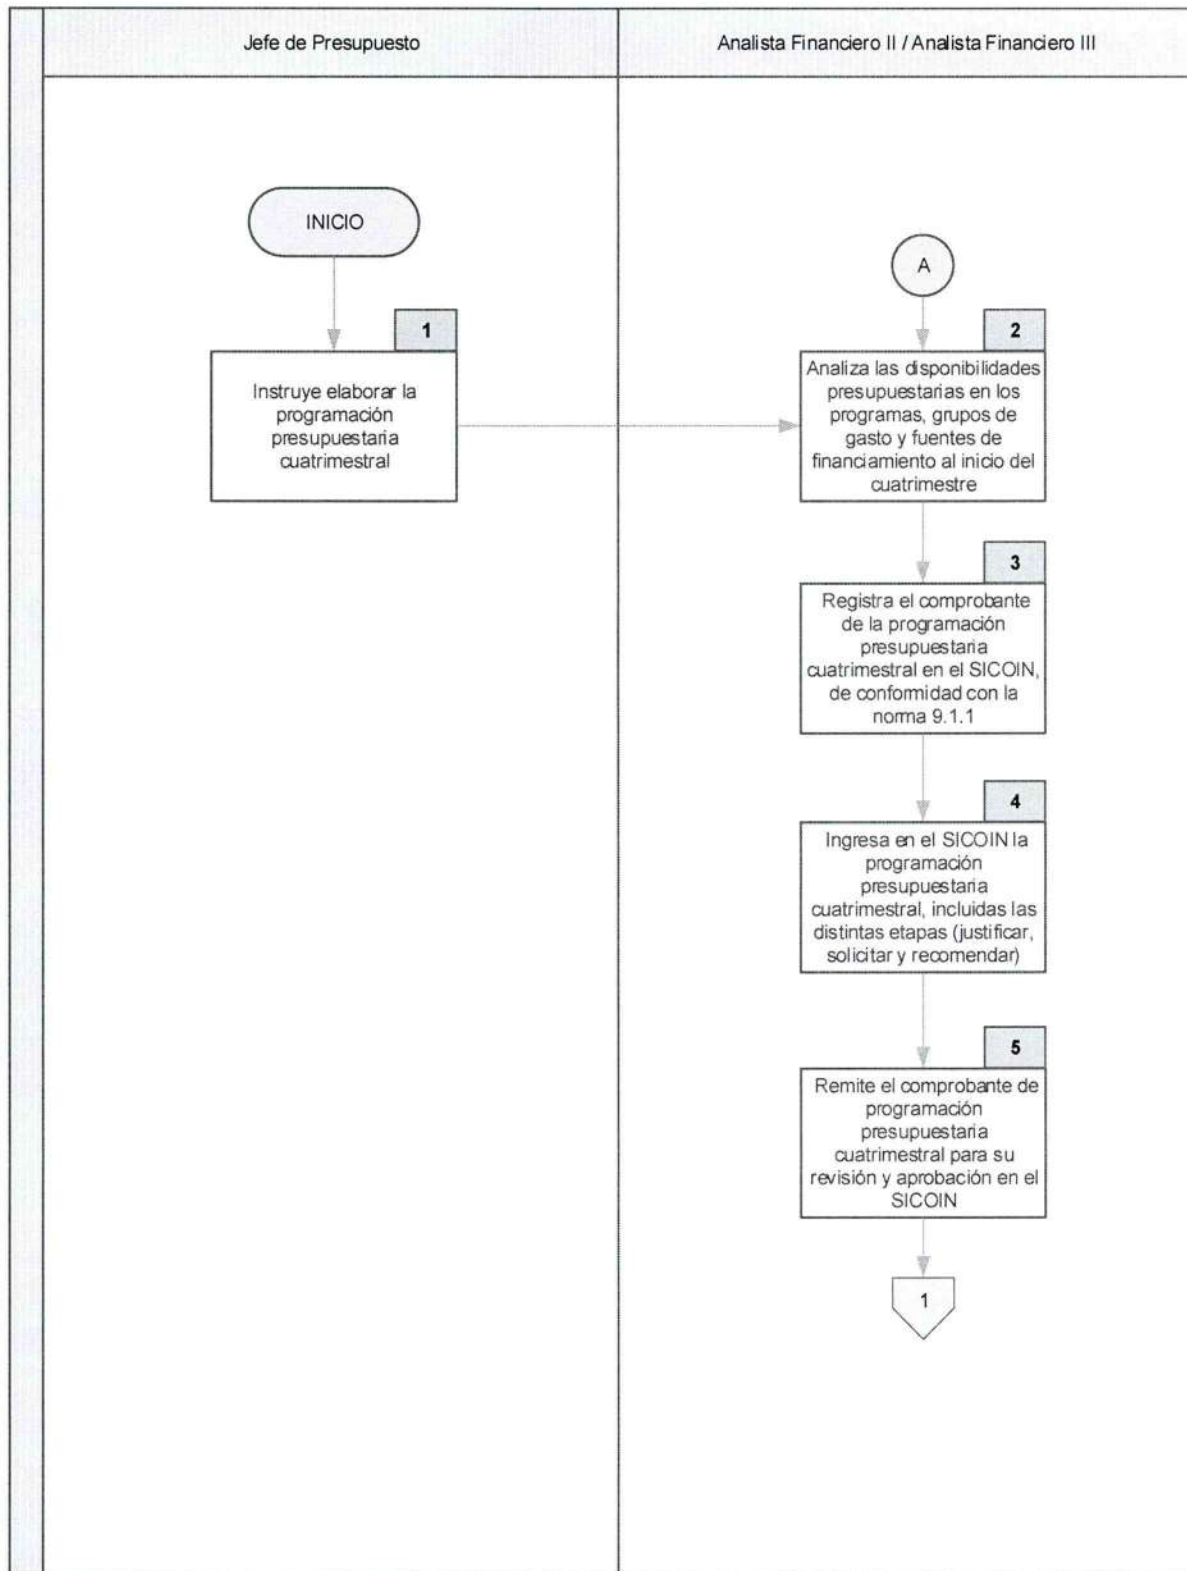 Jefe de Presupuesto
Analista Financiero II / Analista Financiero III
INICIO
1
Instruye elaborar la
programación
presupuestaria
cuatrimestral
A
2
Analiza las disponibilidades
presupuestarias en los
programas, grupos de
gasto y fuentes de
financiamiento al inicio del
cuatrimestre
3
Registra el comprobante
de la programación
presupuestaria
cuatrimestral en el SICOIN,
de conformidad con la
norma 9.1.1
4
Ingresa en el SICOIN la
programación
presupuestaria
cuatrimestral, incluidas las
distintas etapas (justificar,
solicitar y recomendar)
5
Remite el comprobante de
programación
presupuestaria
cuatrimestral para su
revisión y aprobación en el
SICOIN
1